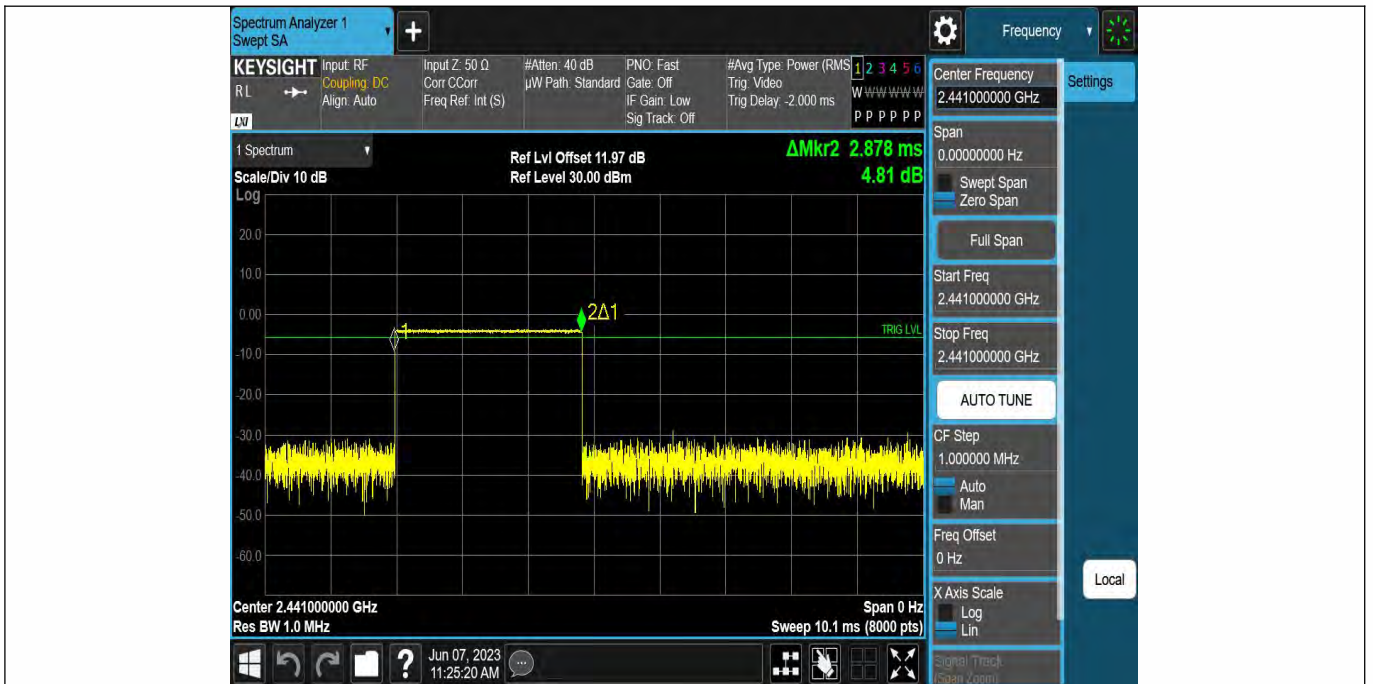 Spectrum Analyzer 1
Swept SA
+
Frequency
KEYSIGHT
RL
LXI
Input: RF
Coupling: DC
Align: Auto
Input Z: 50 Ω
Corr CCorr
Freq Ref: Int (S)
#Atten: 40 dB
µW Path: Standard
PNO: Fast
Gate: Off
IF Gain: Low
Sig Track: Off
#Avg Type: Power (RMS
Trig: Video
Trig Delay: -2.000 ms
1 2 3 4 5 6
W W W W W W
P P P P P P
1 Spectrum
Scale/Div 10 dB
Ref Lvl Offset 11.97 dB
Ref Level 30.00 dBm
ΔMkr2 2.878 ms
4.81 dB
Log
20.0
10.0
0.00
-10.0
-20.0
-30.0
-40.0
-50.0
-60.0
1
2Δ1
TRIG LVL
Center 2.441000000 GHz
Res BW 1.0 MHz
Span 0 Hz
Sweep 10.1 ms (8000 pts)
Center Frequency
2.441000000 GHz
Settings
Span
0.00000000 Hz
Swept Span
Zero Span
Full Span
Start Freq
2.441000000 GHz
Stop Freq
2.441000000 GHz
AUTO TUNE
CF Step
1.000000 MHz
Auto
Man
Freq Offset
0 Hz
X Axis Scale
Log
Lin
Signal Track
(Span Zoom)
Local
?
Jun 07, 2023
11:25:20 AM